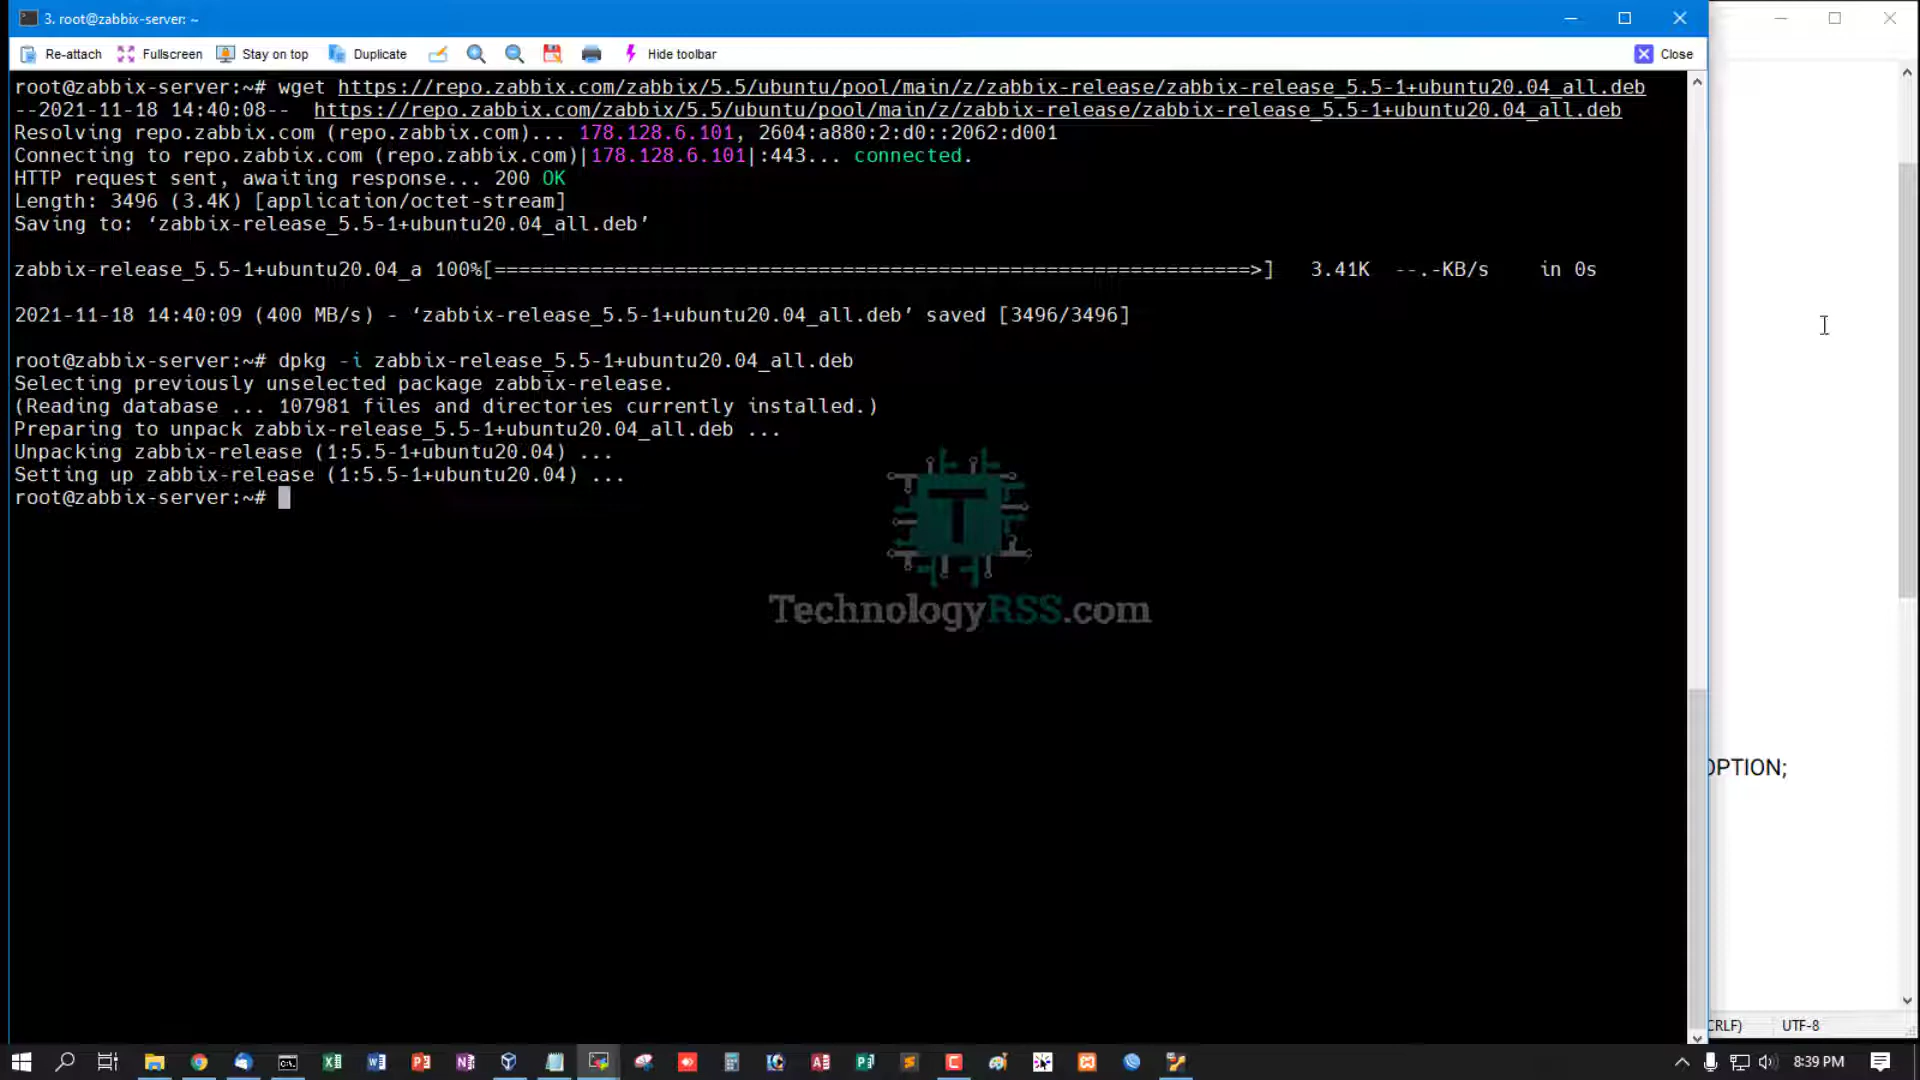 3. root@zabbix-server: ~
Re-attach Fullscreen Stay on top Duplicate Hide toolbar Close
root@zabbix-server:~# wget https://repo.zabbix.com/zabbix/5.5/ubuntu/pool/main/z/zabbix-release/zabbix-release_5.5-1+ubuntu20.04_all.deb
--2021-11-18 14:40:08-- https://repo.zabbix.com/zabbix/5.5/ubuntu/pool/main/z/zabbix-release/zabbix-release_5.5-1+ubuntu20.04_all.deb
Resolving repo.zabbix.com (repo.zabbix.com)... 178.128.6.101, 2604:a880:2:d0::2062:d001
Connecting to repo.zabbix.com (repo.zabbix.com)|178.128.6.101|:443... connected.
HTTP request sent, awaiting response... 200 OK
Length: 3496 (3.4K) [application/octet-stream]
Saving to: ‘zabbix-release_5.5-1+ubuntu20.04_all.deb’
zabbix-release_5.5-1+ubuntu20.04_a 100%[===============================================================>] 3.41K --.-KB/s in 0s
2021-11-18 14:40:09 (400 MB/s) - ‘zabbix-release_5.5-1+ubuntu20.04_all.deb’ saved [3496/3496]
root@zabbix-server:~# dpkg -i zabbix-release_5.5-1+ubuntu20.04_all.deb
Selecting previously unselected package zabbix-release.
(Reading database ... 107981 files and directories currently installed.)
Preparing to unpack zabbix-release_5.5-1+ubuntu20.04_all.deb ...
Unpacking zabbix-release (1:5.5-1+ubuntu20.04) ...
Setting up zabbix-release (1:5.5-1+ubuntu20.04) ...
root@zabbix-server:~#
T
TechnologyRSS.com
OPTION;
CRLF) UTF-8
8:39 PM